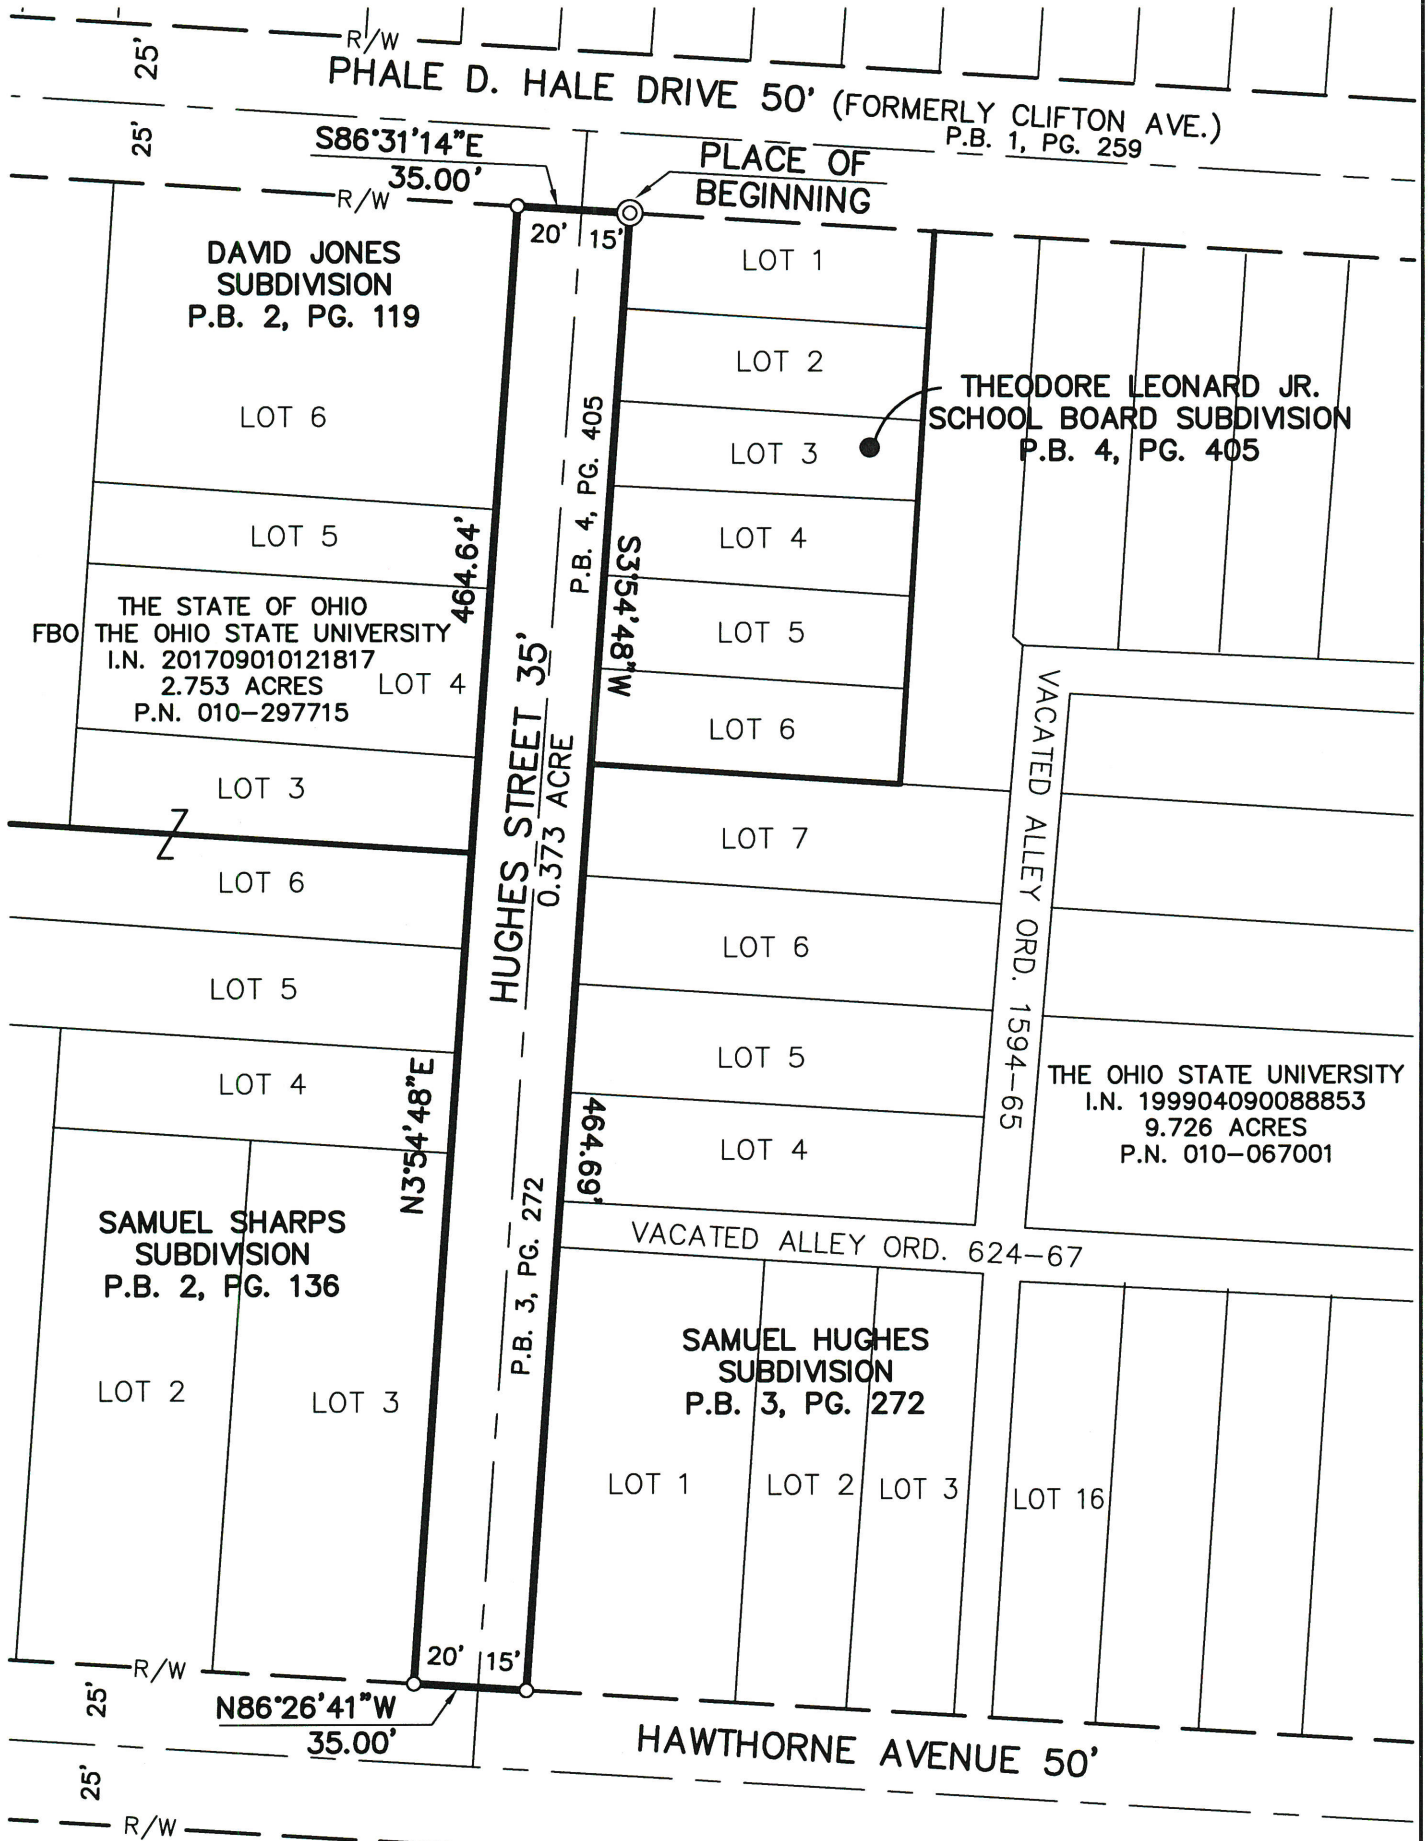 R/W
25'
PHALE D. HALE DRIVE 50' (FORMERLY CLIFTON AVE.)
P.B. 1, PG. 259
25'
S86°31'14"E
35.00'
PLACE OF
BEGINNING
R/W
20' 15'
DAVID JONES
SUBDIVISION
P.B. 2, PG. 119
LOT 6
LOT 5
THE STATE OF OHIO
FBO THE OHIO STATE UNIVERSITY
I.N. 201709010121817
2.753 ACRES
P.N. 010-297715
LOT 4
LOT 3
Z
LOT 6
LOT 5
LOT 4
SAMUEL SHARPS
SUBDIVISION
P.B. 2, PG. 136
LOT 2
LOT 3
464.64'
N3°54'48"E
HUGHES STREET 35'
0.373 ACRE
P.B. 4, PG. 405
P.B. 3, PG. 272
S3°54'48"W
464.69'
LOT 1
LOT 2
LOT 3
LOT 4
LOT 5
LOT 6
THEODORE LEONARD JR.
SCHOOL BOARD SUBDIVISION
P.B. 4, PG. 405
LOT 7
LOT 6
LOT 5
LOT 4
VACATED ALLEY ORD. 1594-65
THE OHIO STATE UNIVERSITY
I.N. 199904090088853
9.726 ACRES
P.N. 010-067001
VACATED ALLEY ORD. 624-67
SAMUEL HUGHES
SUBDIVISION
P.B. 3, PG. 272
LOT 1
LOT 2
LOT 3
LOT 16
20' 15'
R/W
25'
N86°26'41"W
35.00'
HAWTHORNE AVENUE 50'
25'
R/W